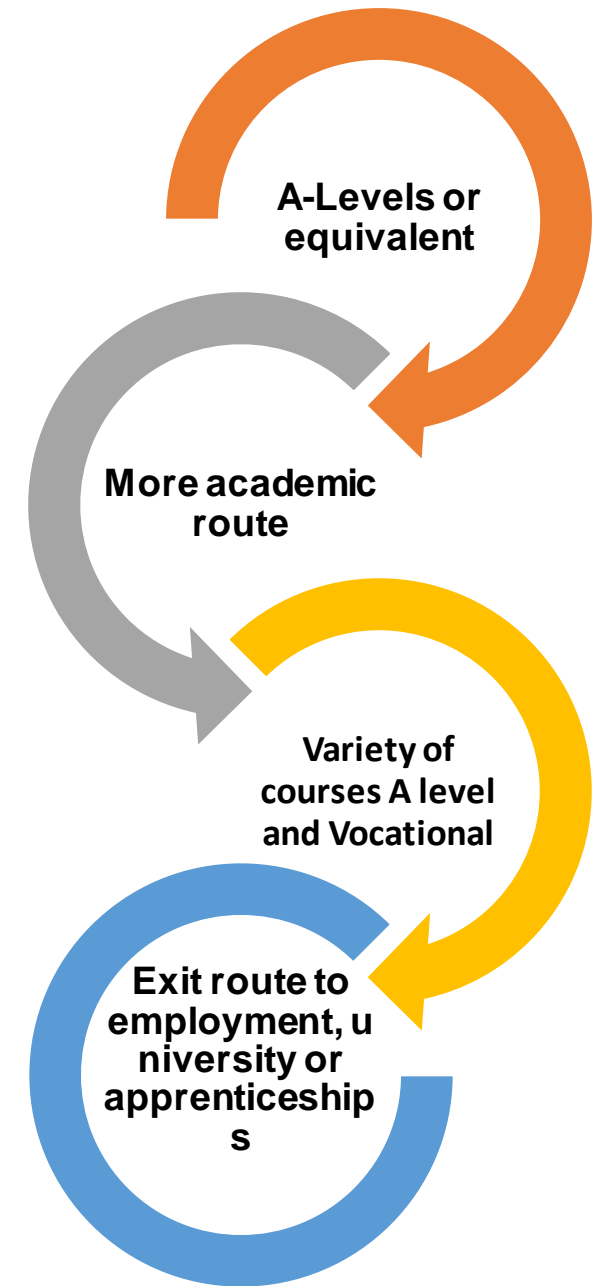 A-Levels or
equivalent
More academic
route
Variety of
courses A level
and Vocational
Exit route to
employment, u
niversity or
apprenticeship
s